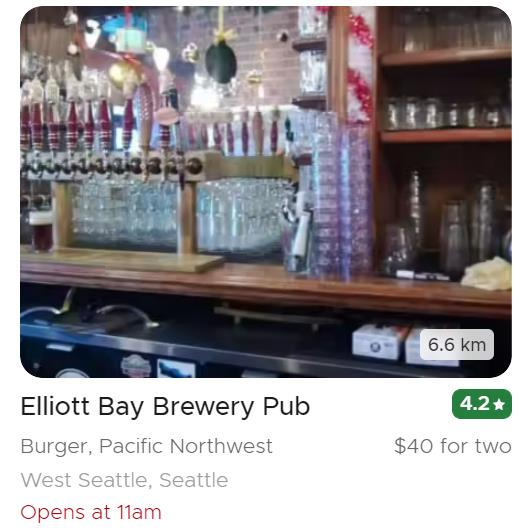 6.6 km
Elliott Bay Brewery Pub
4.2★
Burger, Pacific Northwest
$40 for two
West Seattle, Seattle
Opens at 11am